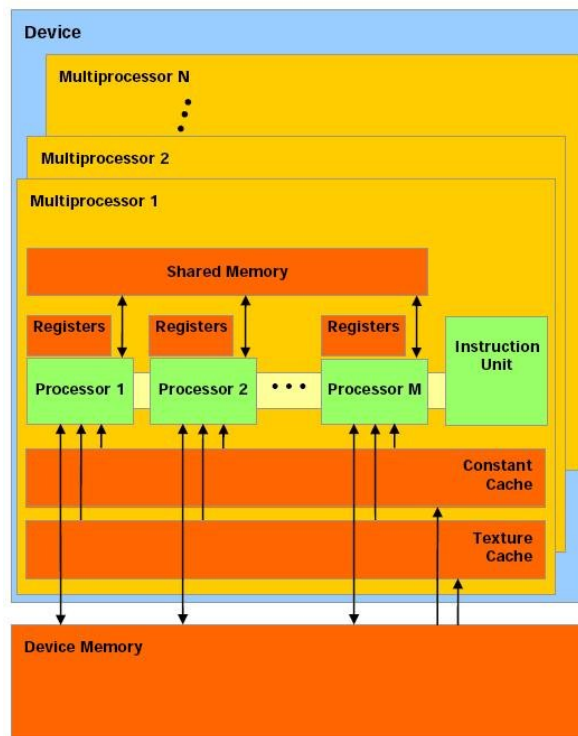 Device
Multiprocessor N
Multiprocessor 2
Multiprocessor 1
Shared Memory
Registers
Registers
Registers
Instruction
Unit
Processor 1
Processor 2
• • •
Processor M
Constant
Cache
Texture
Cache
Device Memory